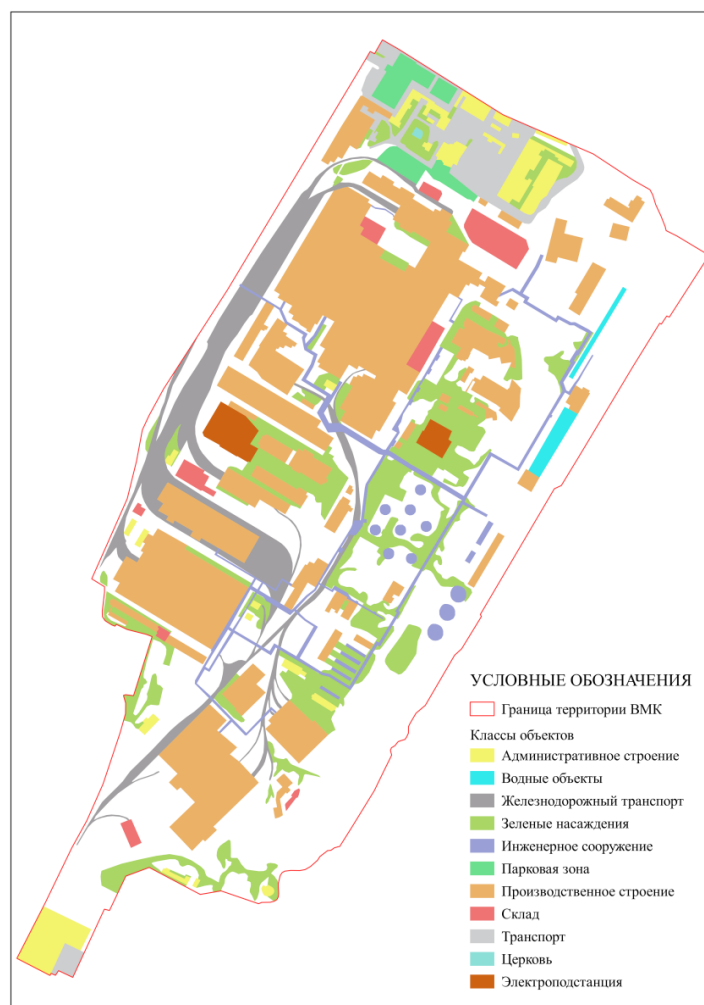 УСЛОВНЫЕ ОБОЗНАЧЕНИЯ
Граница территории ВМК
Классы объектов
Административное строение
Водные объекты
Железнодорожный транспорт
Зеленые насаждения
Инженерное сооружение
Парковая зона
Производственное строение
Склад
Транспорт
Церковь
Электроподстанция